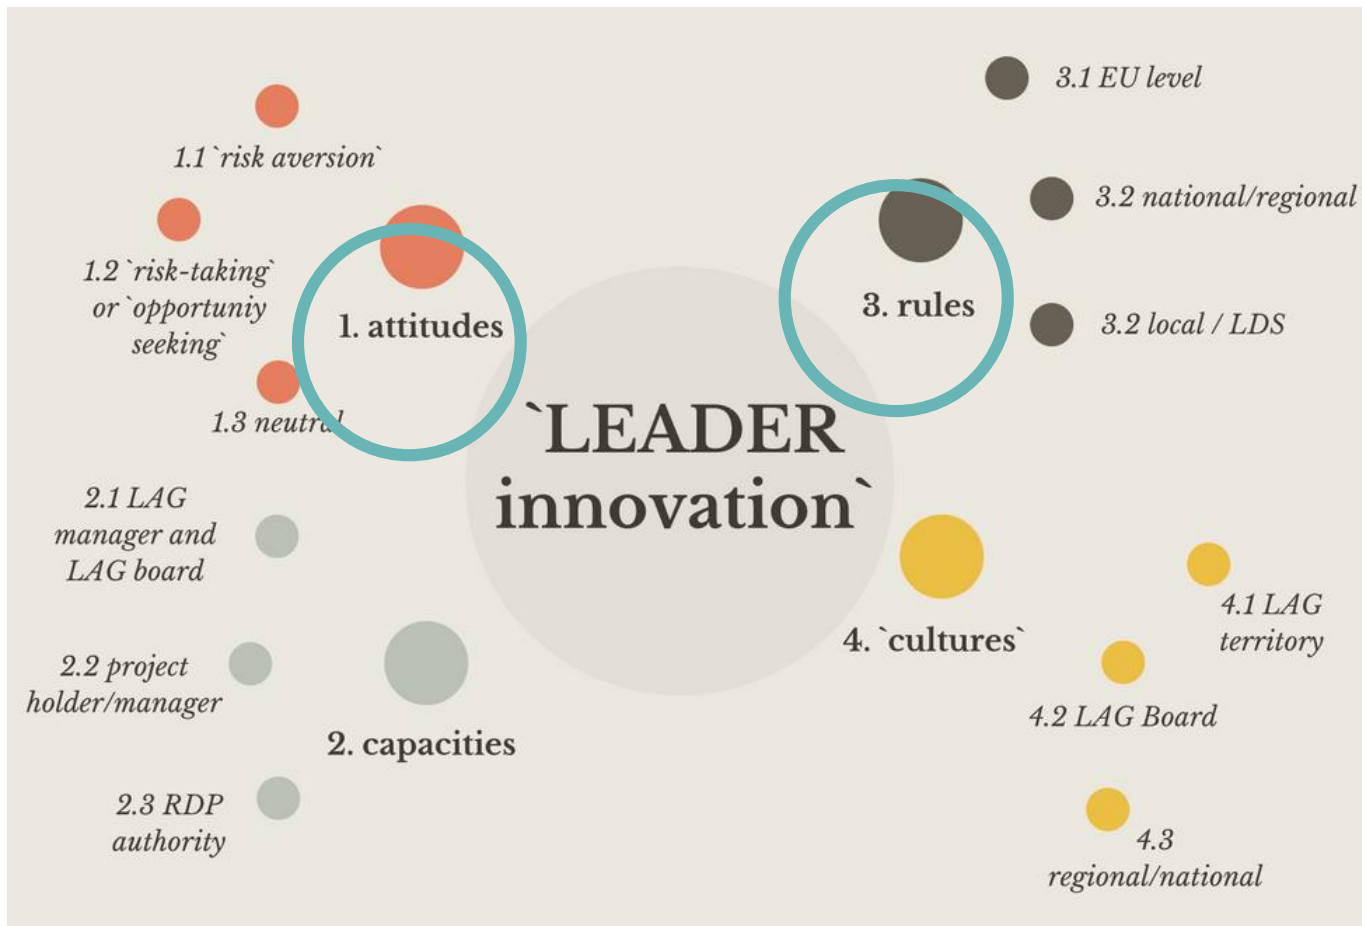 1.1 `risk aversion`
1.2 `risk-taking`
or `opportuniy
seeking`
1. attitudes
1.3 neutral
3.1 EU level
3.2 national/regional
3. rules
3.2 local / LDS
`LEADER
innovation`
2.1 LAG
manager and
LAG board
2.2 project
holder/manager
2. capacities
2.3 RDP
authority
4. `cultures`
4.1 LAG
territory
4.2 LAG Board
4.3
regional/national